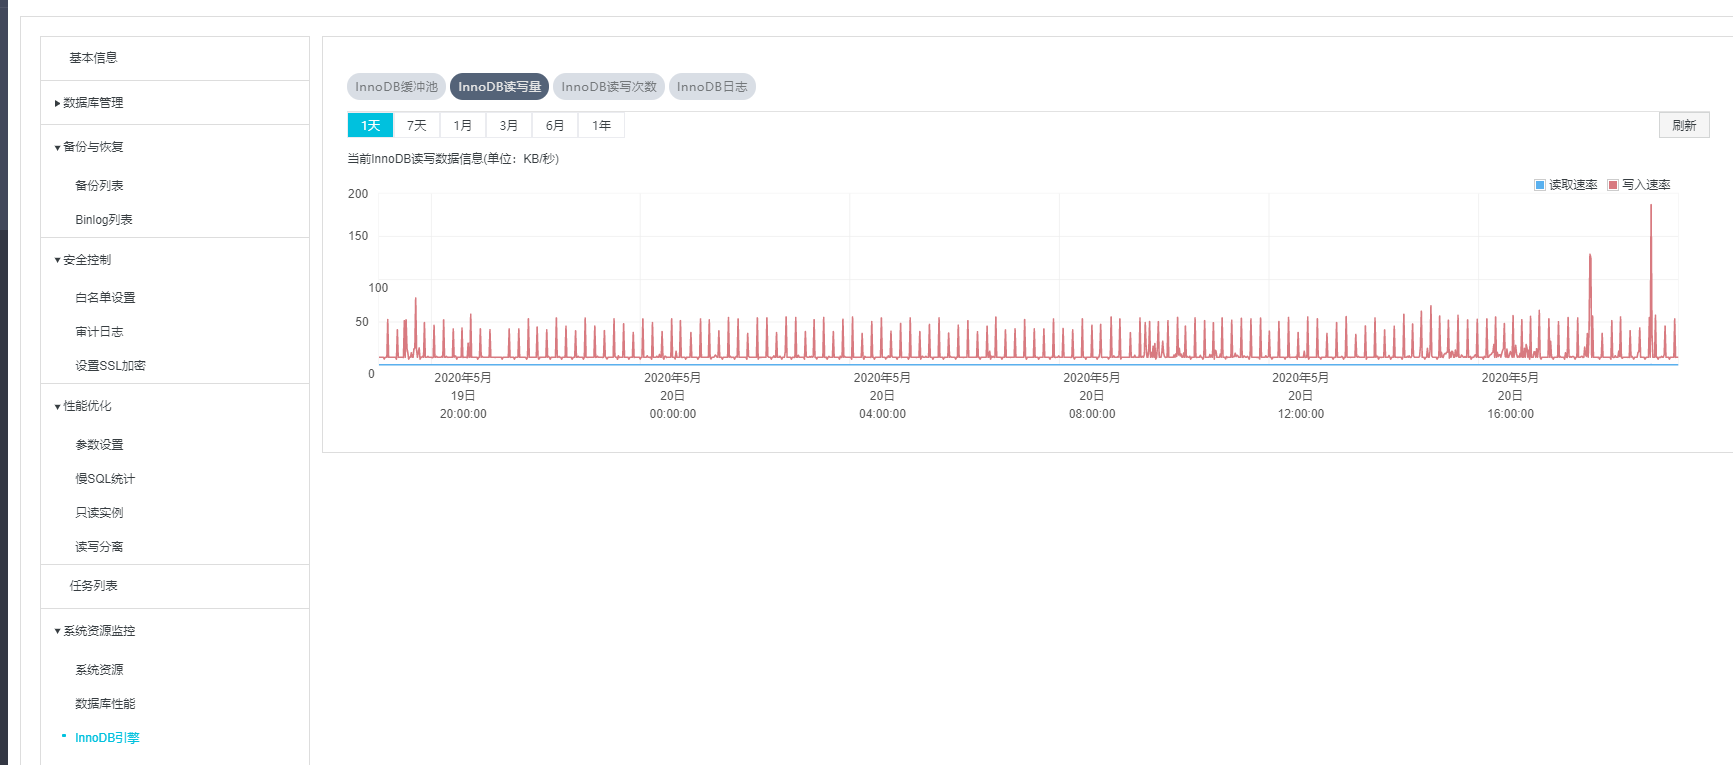 基本信息
数据库管理
备份与恢复
备份列表
Binlog列表
安全控制
白名单设置
审计日志
设置SSL加密
性能优化
参数设置
慢SQL统计
只读实例
读写分离
任务列表
系统资源监控
系统资源
数据库性能
InnoDB引擎
InnoDB缓冲池 InnoDB读写量 InnoDB读写次数 InnoDB日志
1天 7天 1月 3月 6月 1年 刷新
当前InnoDB读写数据信息(单位：KB/秒)
读取速率 写入速率
200
150
100
50
0
2020年5月 2020年5月 2020年5月 2020年5月 2020年5月 2020年5月
19日 20日 20日 20日 20日 20日
20:00:00 00:00:00 04:00:00 08:00:00 12:00:00 16:00:00